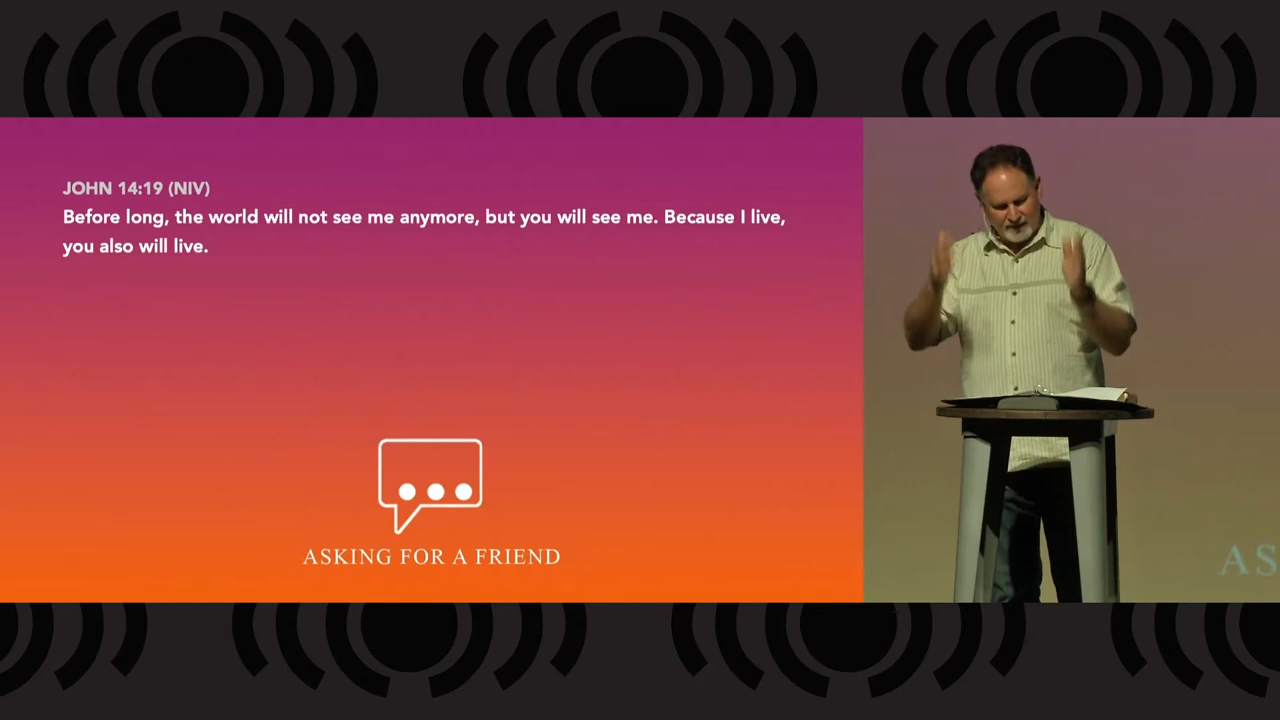 JOHN 14:19 (NIV)
Before long, the world will not see me anymore, but you will see me. Because I live,
you also will live.
ASKING FOR A FRIEND
AS